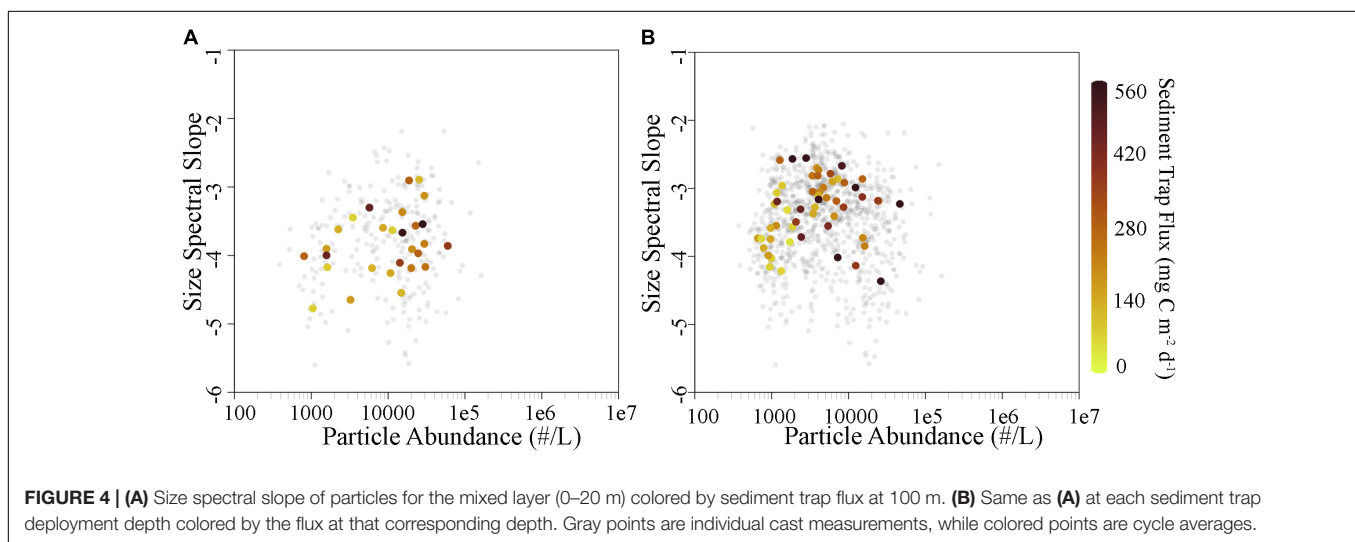 A
B
-1
-2
-3
-4
-5
-6
Size Spectral Slope
100 1000 10000 1e5 1e6 1e7
Particle Abundance (#/L)
-1
-2
-3
-4
-5
-6
Size Spectral Slope
100 1000 10000 1e5 1e6 1e7
Particle Abundance (#/L)
560
420
280
140
0
Sediment Trap Flux (mg C m⁻² d⁻¹)
FIGURE 4 | (A) Size spectral slope of particles for the mixed layer (0–20 m) colored by sediment trap flux at 100 m. (B) Same as (A) at each sediment trap
deployment depth colored by the flux at that corresponding depth. Gray points are individual cast measurements, while colored points are cycle averages.